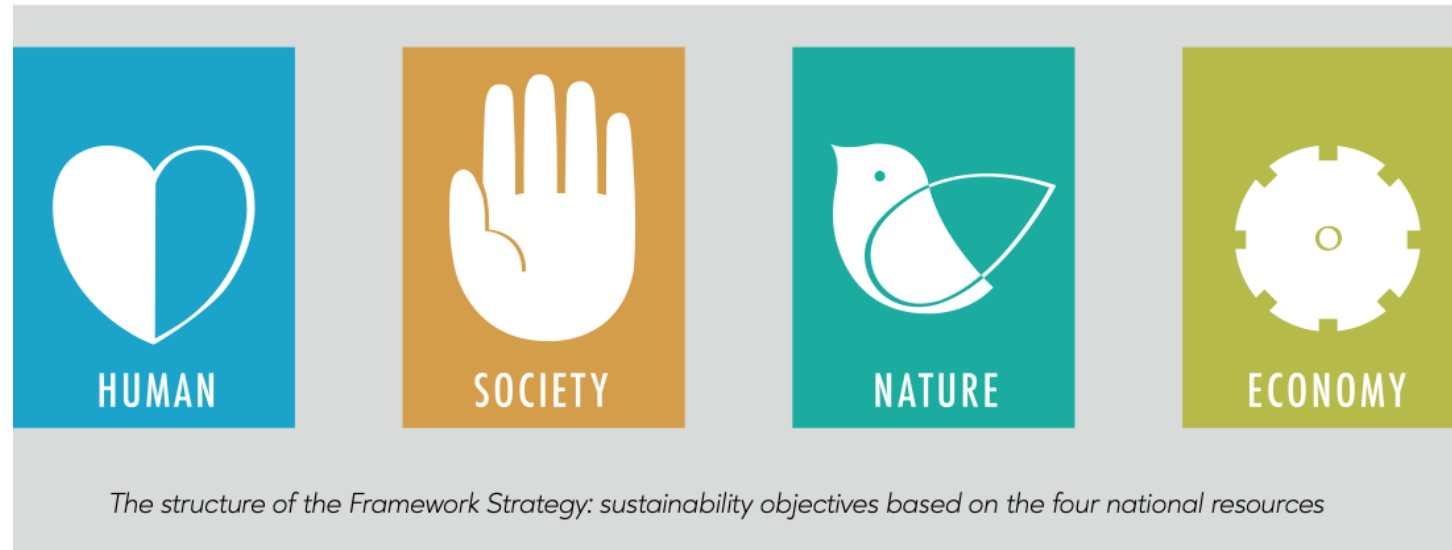 HUMAN
SOCIETY
NATURE
ECONOMY
The structure of the Framework Strategy: sustainability objectives based on the four national resources